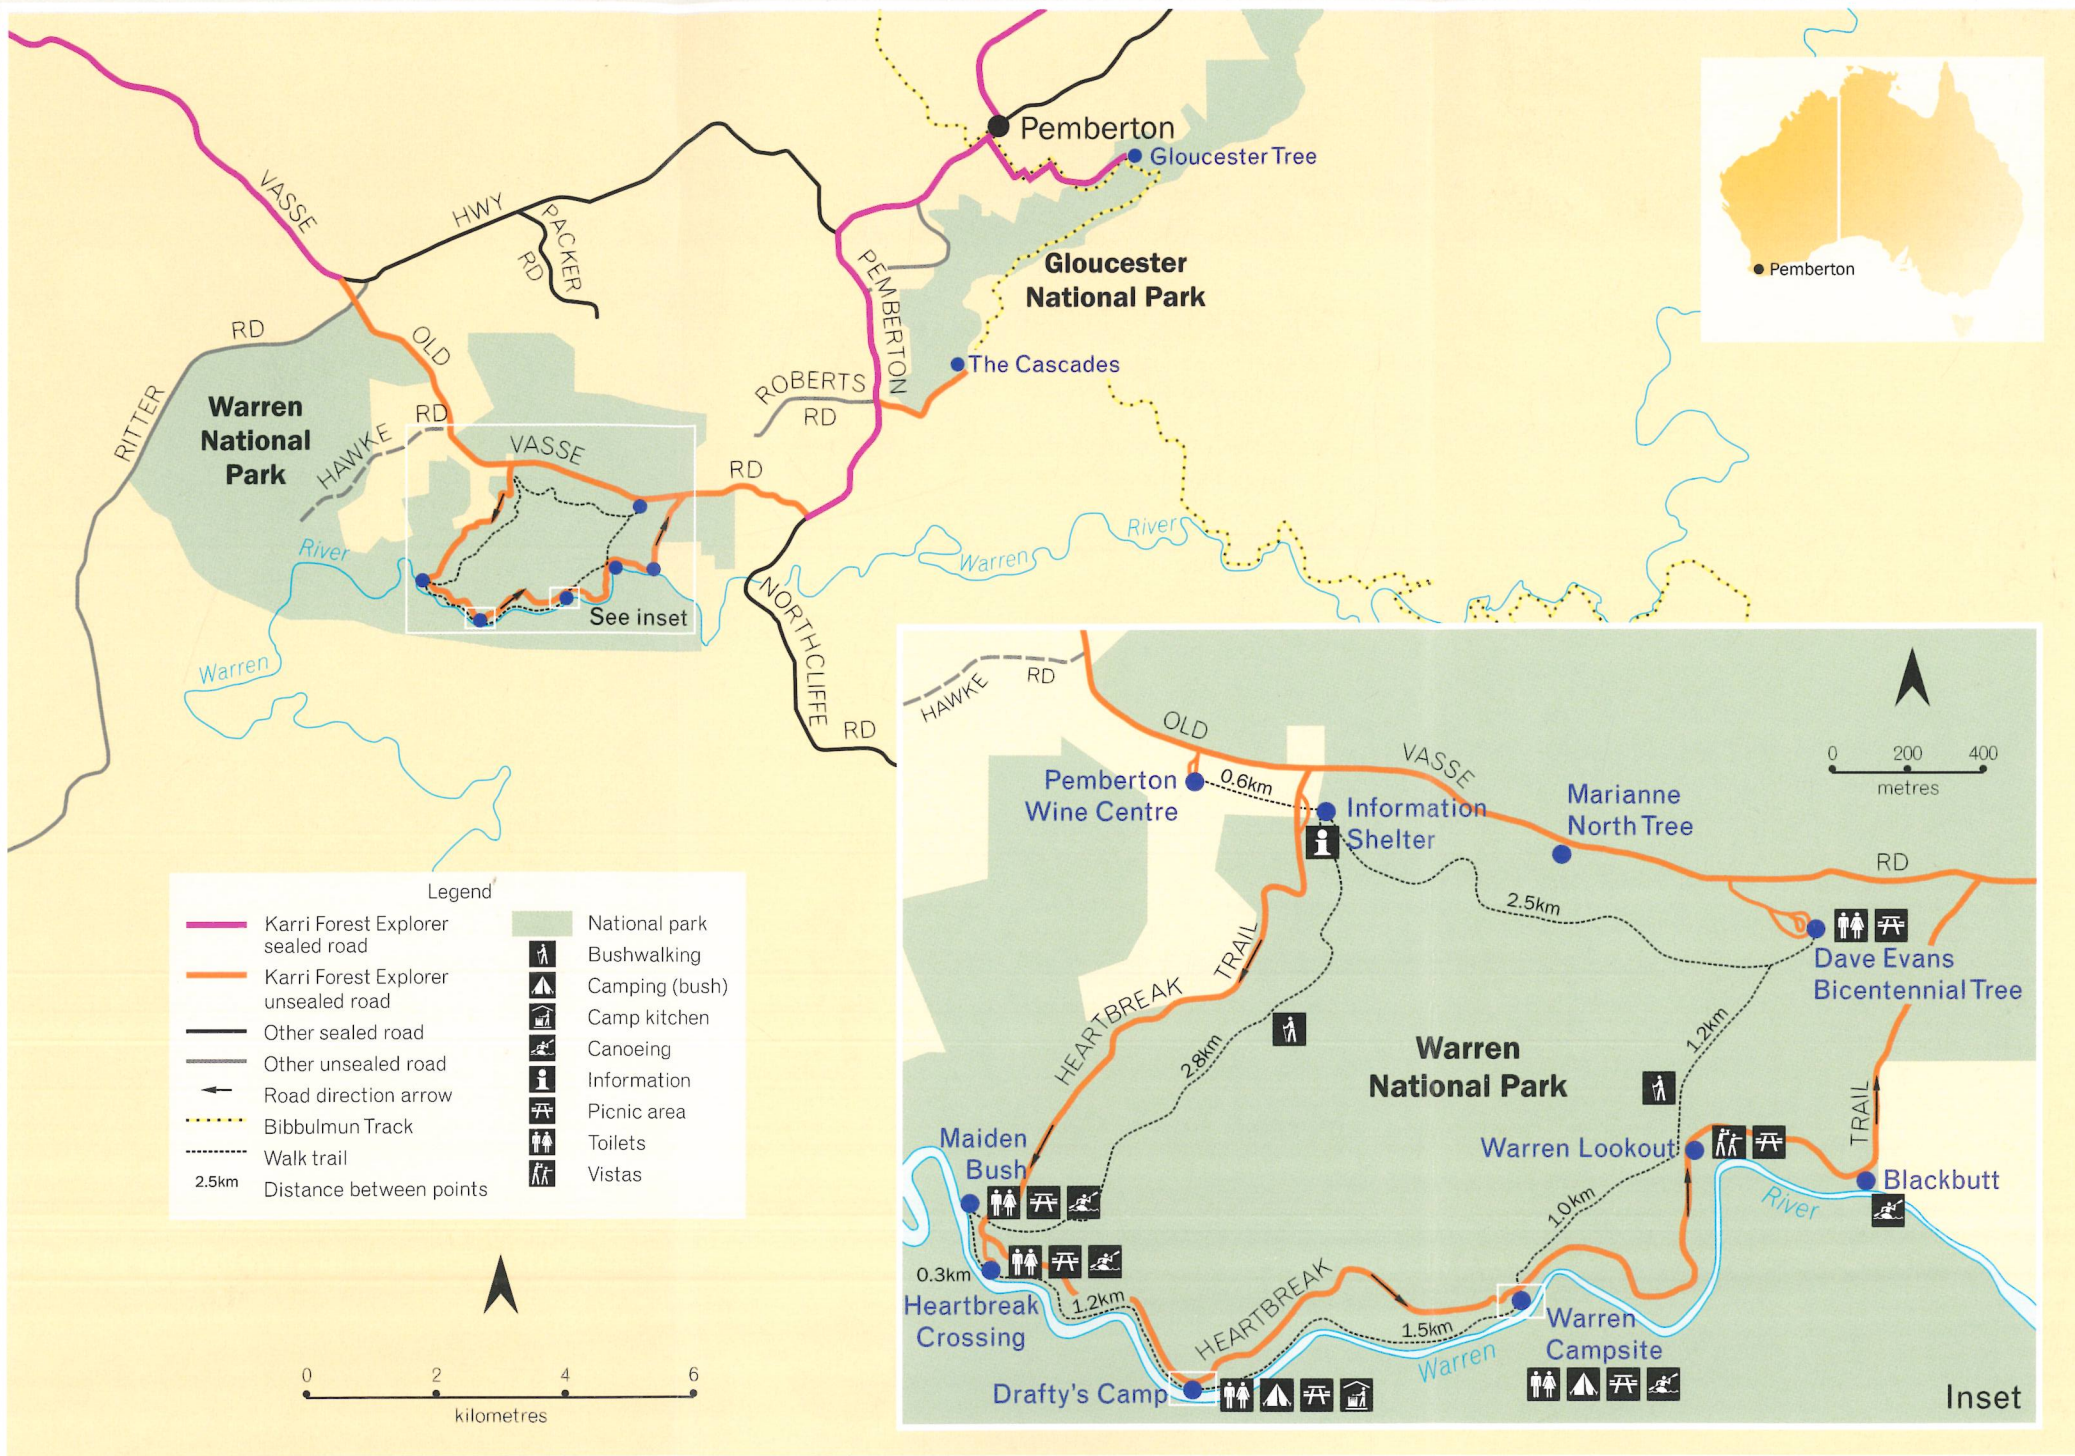 Pemberton
Gloucester Tree
VASSE
HWY
PACKER
RD
PEMBERTON
Gloucester
National Park
Pemberton
RD
OLD
RITTER
Warren
National
Park
HAWKE
RD
VASSE
ROBERTS
RD
The Cascades
RD
River
Warren
River
See inset
Warren
NORTHCLIFFE
RD
Legend
Karri Forest Explorer
sealed road
Karri Forest Explorer
unsealed road
Other sealed road
Other unsealed road
Road direction arrow
Bibbulmun Track
Walk trail
2.5km
Distance between points
National park
Bushwalking
Camping (bush)
Camp kitchen
Canoeing
Information
Picnic area
Toilets
Vistas
0 2 4 6
kilometres
HAWKE
RD
OLD
VASSE
0 200 400
metres
Pemberton
Wine Centre
0.6km
Information
Shelter
i
Marianne
North Tree
RD
2.5km
Dave Evans
Bicentennial Tree
HEARTBREAK
TRAIL
2.8km
Warren
National Park
1.2km
Maiden
Bush
Warren Lookout
TRAIL
Blackbutt
River
1.0km
0.3km
Heartbreak
Crossing
1.2km
HEARTBREAK
1.5km
Warren
Warren
Campsite
Drafty's Camp
Inset